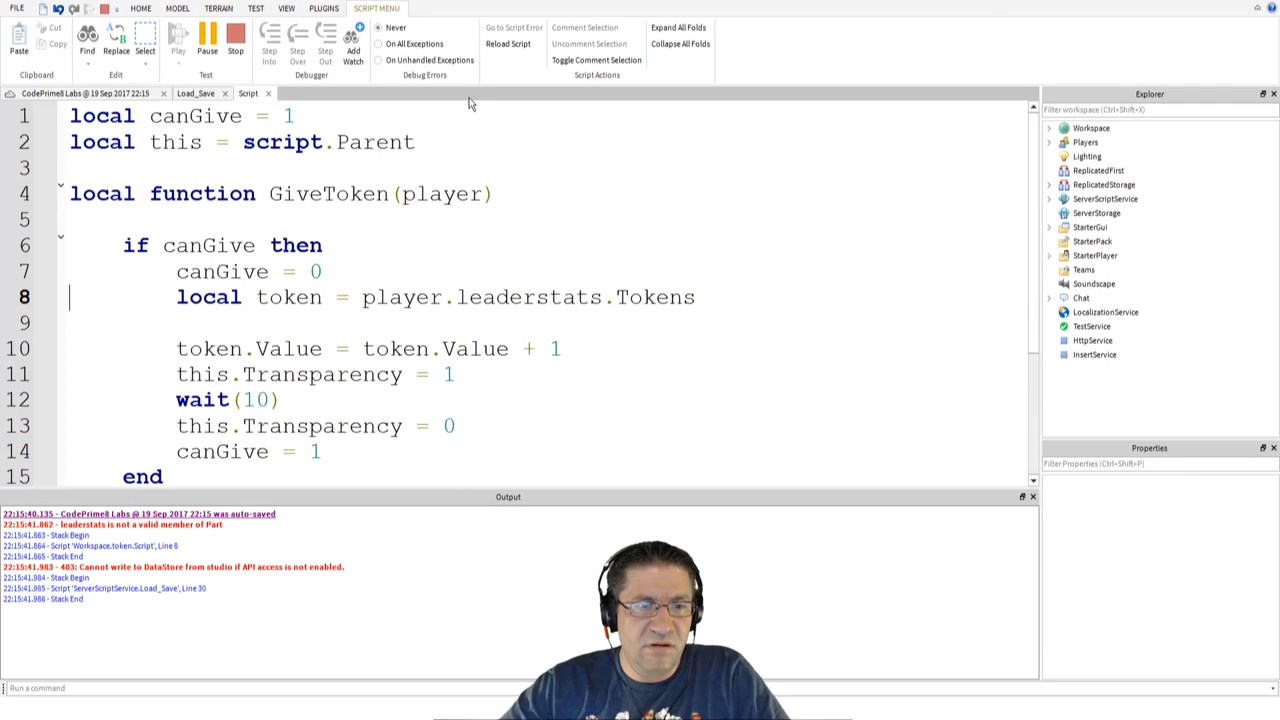 FILE HOME MODEL TERRAIN TEST VIEW PLUGINS SCRIPT MENU
Paste
Cut
Copy
Clipboard
Find
Replace
Select
Edit
Play
Pause
Stop
Test
Step Into
Step Over
Step Out
Add Watch
Debugger
Never
On All Exceptions
On Unhandled Exceptions
Debug Errors
Go to Script Error
Reload Script
Comment Selection
Uncomment Selection
Toggle Comment Selection
Script Actions
Expand All Folds
Collapse All Folds
CodePrime8 Labs @ 19 Sep 2017 22:15 Load_Save Script
1 local canGive = 1
2 local this = script.Parent
3
4 local function GiveToken(player)
5
6 if canGive then
7 canGive = 0
8 local token = player.leaderstats.Tokens
9
10 token.Value = token.Value + 1
11 this.Transparency = 1
12 wait(10)
13 this.Transparency = 0
14 canGive = 1
15 end
Explorer
Filter workspace (Ctrl+Shift+X)
Workspace
Players
Lighting
ReplicatedFirst
ReplicatedStorage
ServerScriptService
ServerStorage
StarterGui
StarterPack
StarterPlayer
Teams
Soundscape
Chat
LocalizationService
TestService
HttpService
InsertService
Properties
Filter Properties (Ctrl+Shift+P)
Output
22:15:40.135 - CodePrime8 Labs @ 19 Sep 2017 22:15 was auto-saved
22:15:41.862 - leaderstats is not a valid member of Part
22:15:41.863 - Stack Begin
22:15:41.864 - Script 'Workspace.token.Script', Line 8
22:15:41.865 - Stack End
22:15:41.983 - 403: Cannot write to DataStore from studio if API access is not enabled.
22:15:41.984 - Stack Begin
22:15:41.985 - Script 'ServerScriptService.Load_Save', Line 30
22:15:41.986 - Stack End
Run a command